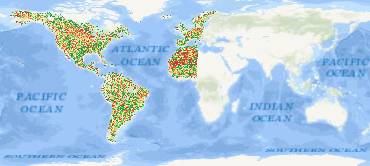 ATLANTIC
OCEAN
PACIFIC
OCEAN
PACIFIC
OCEAN
INDIAN
OCEAN
SOUTHERN OCEAN
SOUTHERN OCEAN